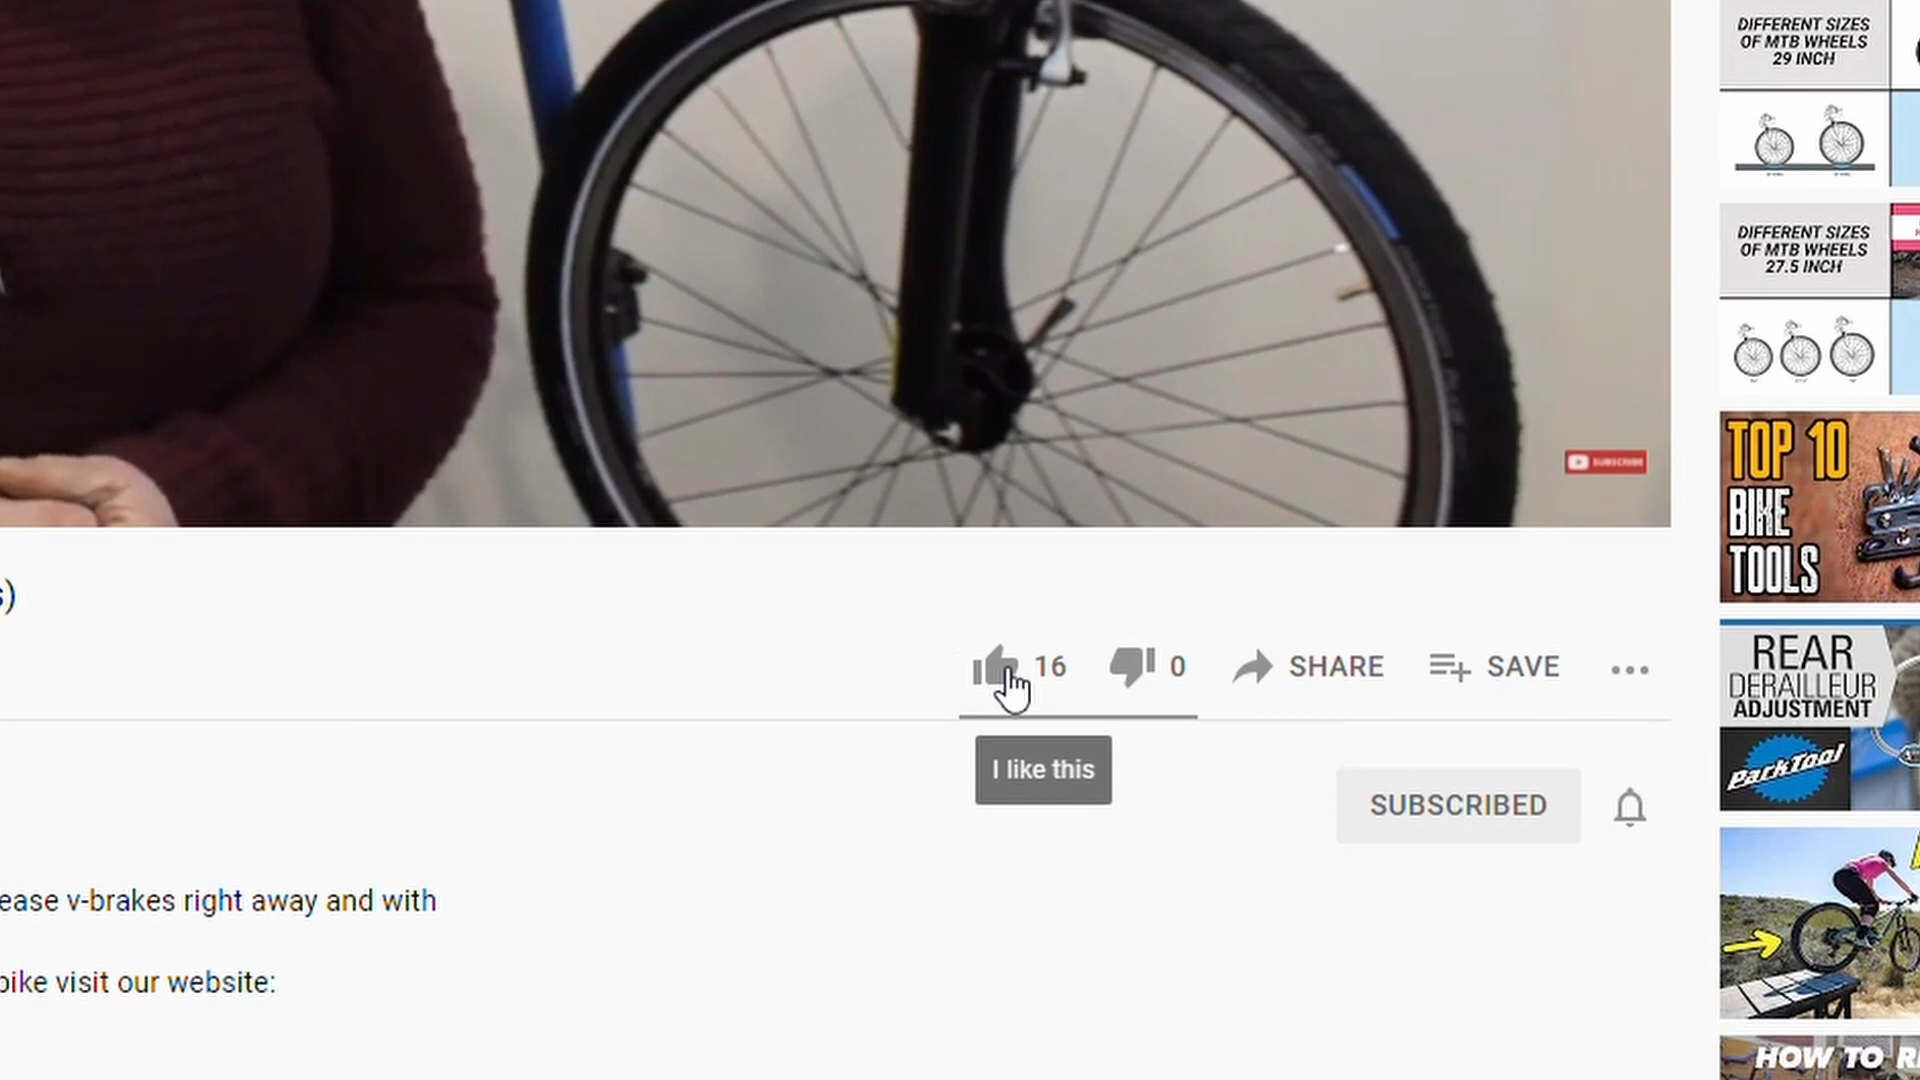 DIFFERENT SIZES
OF MTB WHEELS
29 INCH
DIFFERENT SIZES
OF MTB WHEELS
27.5 INCH
SUBSCRIBE
TOP 10
BIKE
TOOLS
s)
16
0
SHARE
SAVE
REAR
DERAILLEUR
ADJUSTMENT
ParkTool
I like this
SUBSCRIBED
ease v-brakes right away and with
bike visit our website:
HOW TO R